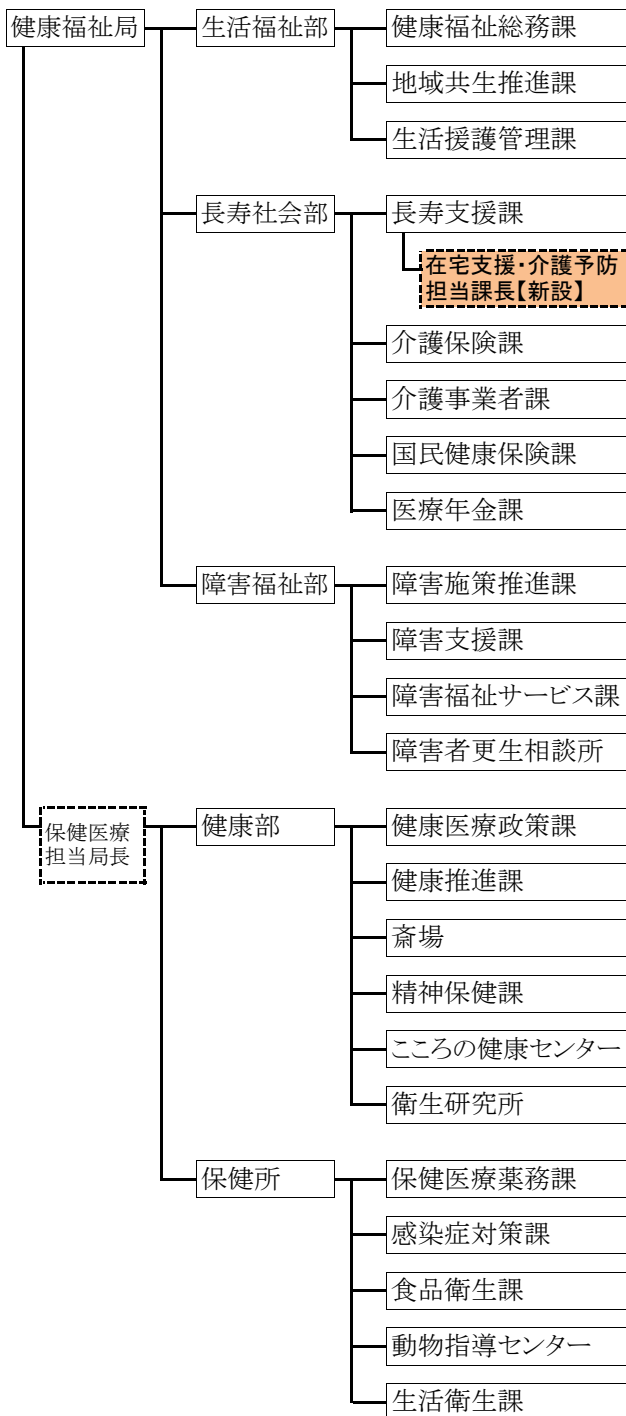 健康福祉局
生活福祉部
健康福祉総務課
地域共生推進課
生活援護管理課
長寿社会部
長寿支援課
在宅支援・介護予防
担当課長【新設】
介護保険課
介護事業者課
国民健康保険課
医療年金課
障害福祉部
障害施策推進課
障害支援課
障害福祉サービス課
障害者更生相談所
保健医療
担当局長
健康部
健康医療政策課
健康推進課
斎場
精神保健課
こころの健康センター
衛生研究所
保健所
保健医療薬務課
感染症対策課
食品衛生課
動物指導センター
生活衛生課